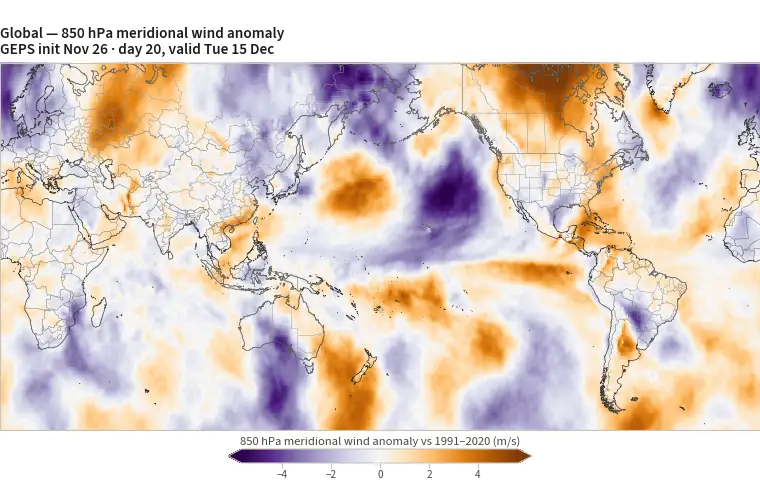 Global — 850 hPa meridional wind anomaly
GEPS init Nov 26 · day 20, valid Tue 15 Dec
850 hPa meridional wind anomaly vs 1991–2020 (m/s)
−4 −2 0 2 4